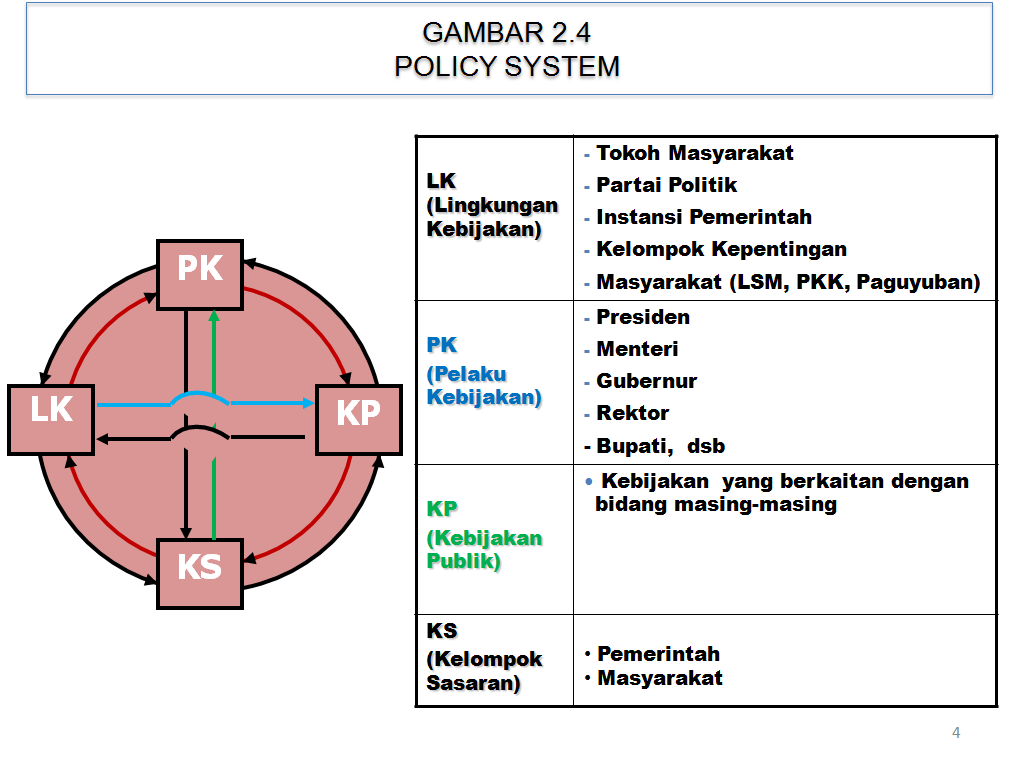 GAMBAR 2.4
POLICY SYSTEM
PK
LK
KP
KS
LK
(Lingkungan
Kebijakan)
- Tokoh Masyarakat
- Partai Politik
- Instansi Pemerintah
- Kelompok Kepentingan
- Masyarakat (LSM, PKK, Paguyuban)
PK
(Pelaku
Kebijakan)
- Presiden
- Menteri
- Gubernur
- Rektor
- Bupati, dsb
KP
(Kebijakan
Publik)
• Kebijakan yang berkaitan dengan
bidang masing-masing
KS
(Kelompok
Sasaran)
• Pemerintah
• Masyarakat
4